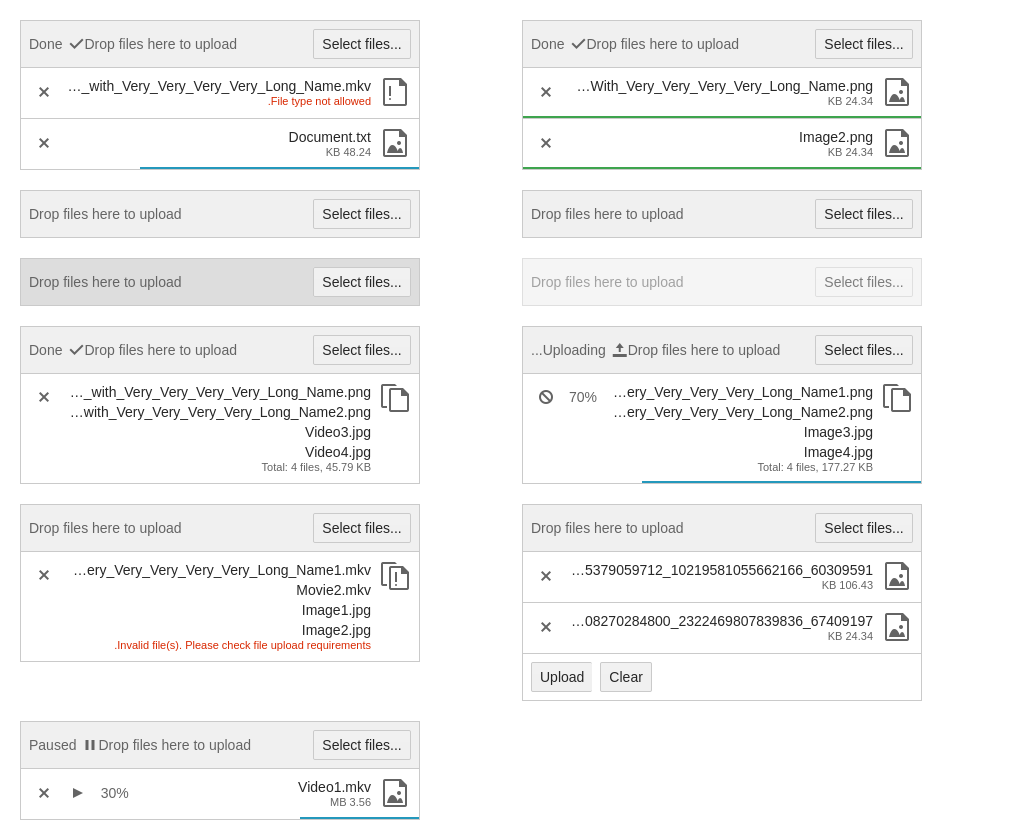 Done Drop files here to upload Select files...
…_with_Very_Very_Very_Very_Long_Name.mkv
.File type not allowed
Document.txt
KB 48.24
Done Drop files here to upload Select files...
…With_Very_Very_Very_Very_Long_Name.png
KB 24.34
Image2.png
KB 24.34
Drop files here to upload Select files...
Drop files here to upload Select files...
Drop files here to upload Select files...
Drop files here to upload Select files...
Done Drop files here to upload Select files...
…_with_Very_Very_Very_Very_Long_Name.png
…with_Very_Very_Very_Very_Long_Name2.png
Video3.jpg
Video4.jpg
Total: 4 files, 45.79 KB
...Uploading Drop files here to upload Select files...
70% …ery_Very_Very_Very_Long_Name1.png
…ery_Very_Very_Very_Long_Name2.png
Image3.jpg
Image4.jpg
Total: 4 files, 177.27 KB
Drop files here to upload Select files...
…ery_Very_Very_Very_Very_Long_Name1.mkv
Movie2.mkv
Image1.jpg
Image2.jpg
.Invalid file(s). Please check file upload requirements
Drop files here to upload Select files...
…5379059712_10219581055662166_60309591
KB 106.43
…08270284800_2322469807839836_67409197
KB 24.34
Upload Clear
Paused Drop files here to upload Select files...
30% Video1.mkv
MB 3.56